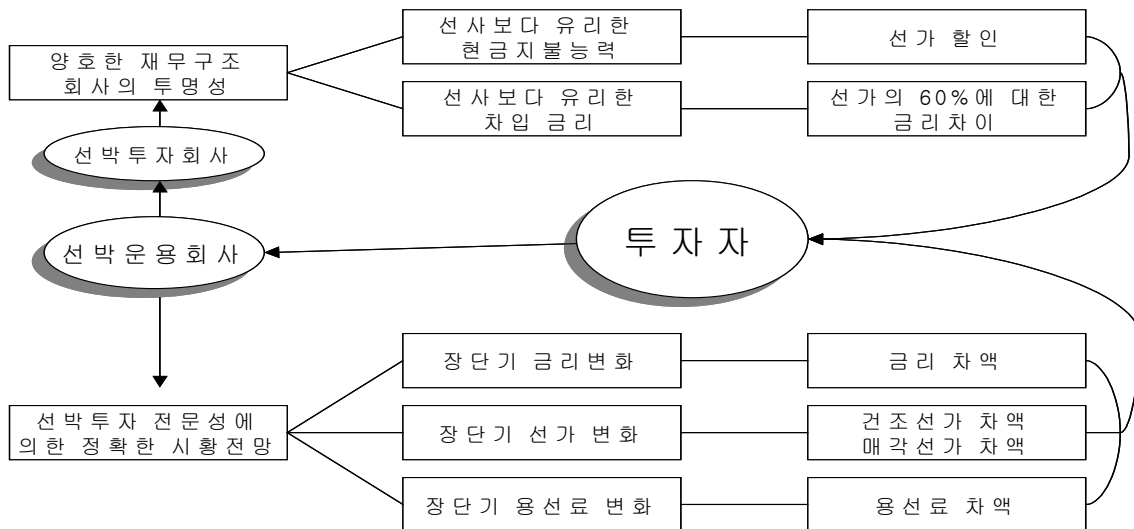 선사보다 유리한
현금지불능력
선가 할인
양호한 재무구조
회사의 투명성
선사보다 유리한
차입 금리
선가의 60%에 대한
금리차이
선박투자회사
선박운용회사
투자자
장단기 금리변화
금리 차액
선박투자 전문성에
의한 정확한 시황전망
장단기 선가 변화
건조선가 차액
매각선가 차액
장단기 용선료 변화
용선료 차액